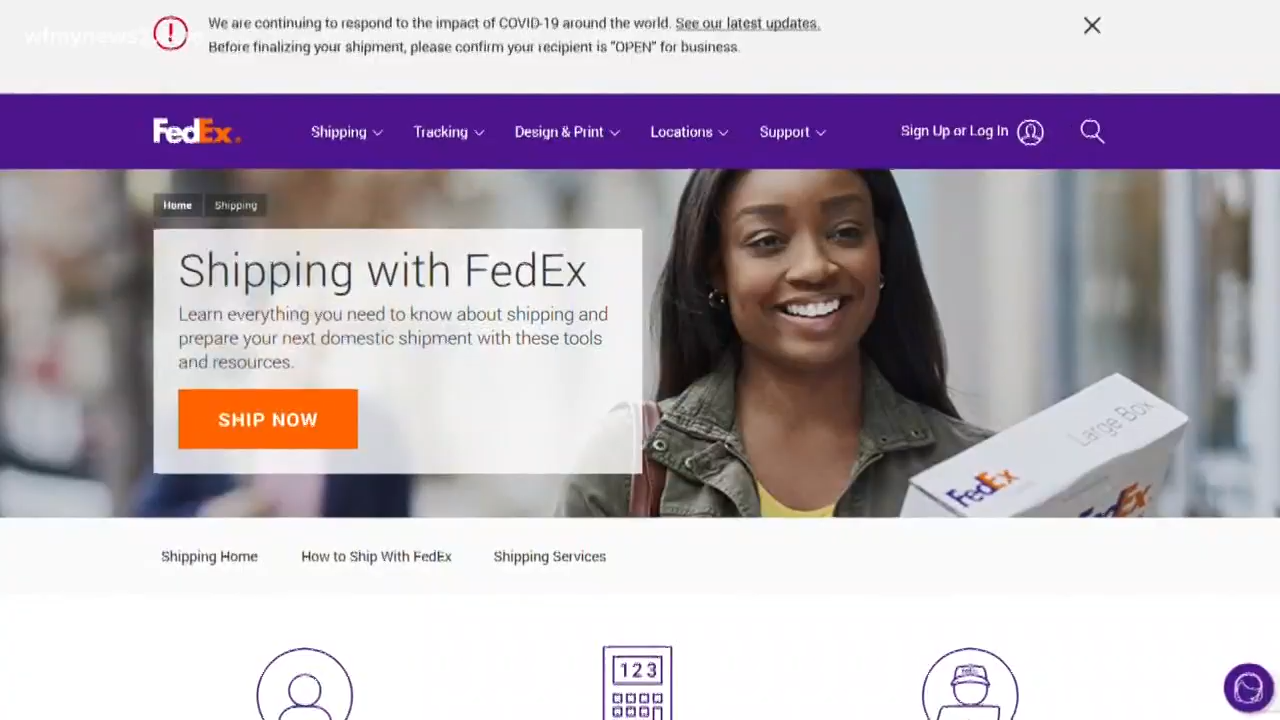 wfmynews2
We are continuing to respond to the impact of COVID-19 around the world. See our latest updates.
Before finalizing your shipment, please confirm your recipient is "OPEN" for business.
FedEx. Shipping Tracking Design & Print Locations Support Sign Up or Log In
Home Shipping
Shipping with FedEx
Learn everything you need to know about shipping and
prepare your next domestic shipment with these tools
and resources.
SHIP NOW
Large Box
FedEx
FedEx
Shipping Home How to Ship With FedEx Shipping Services
123
FedEx